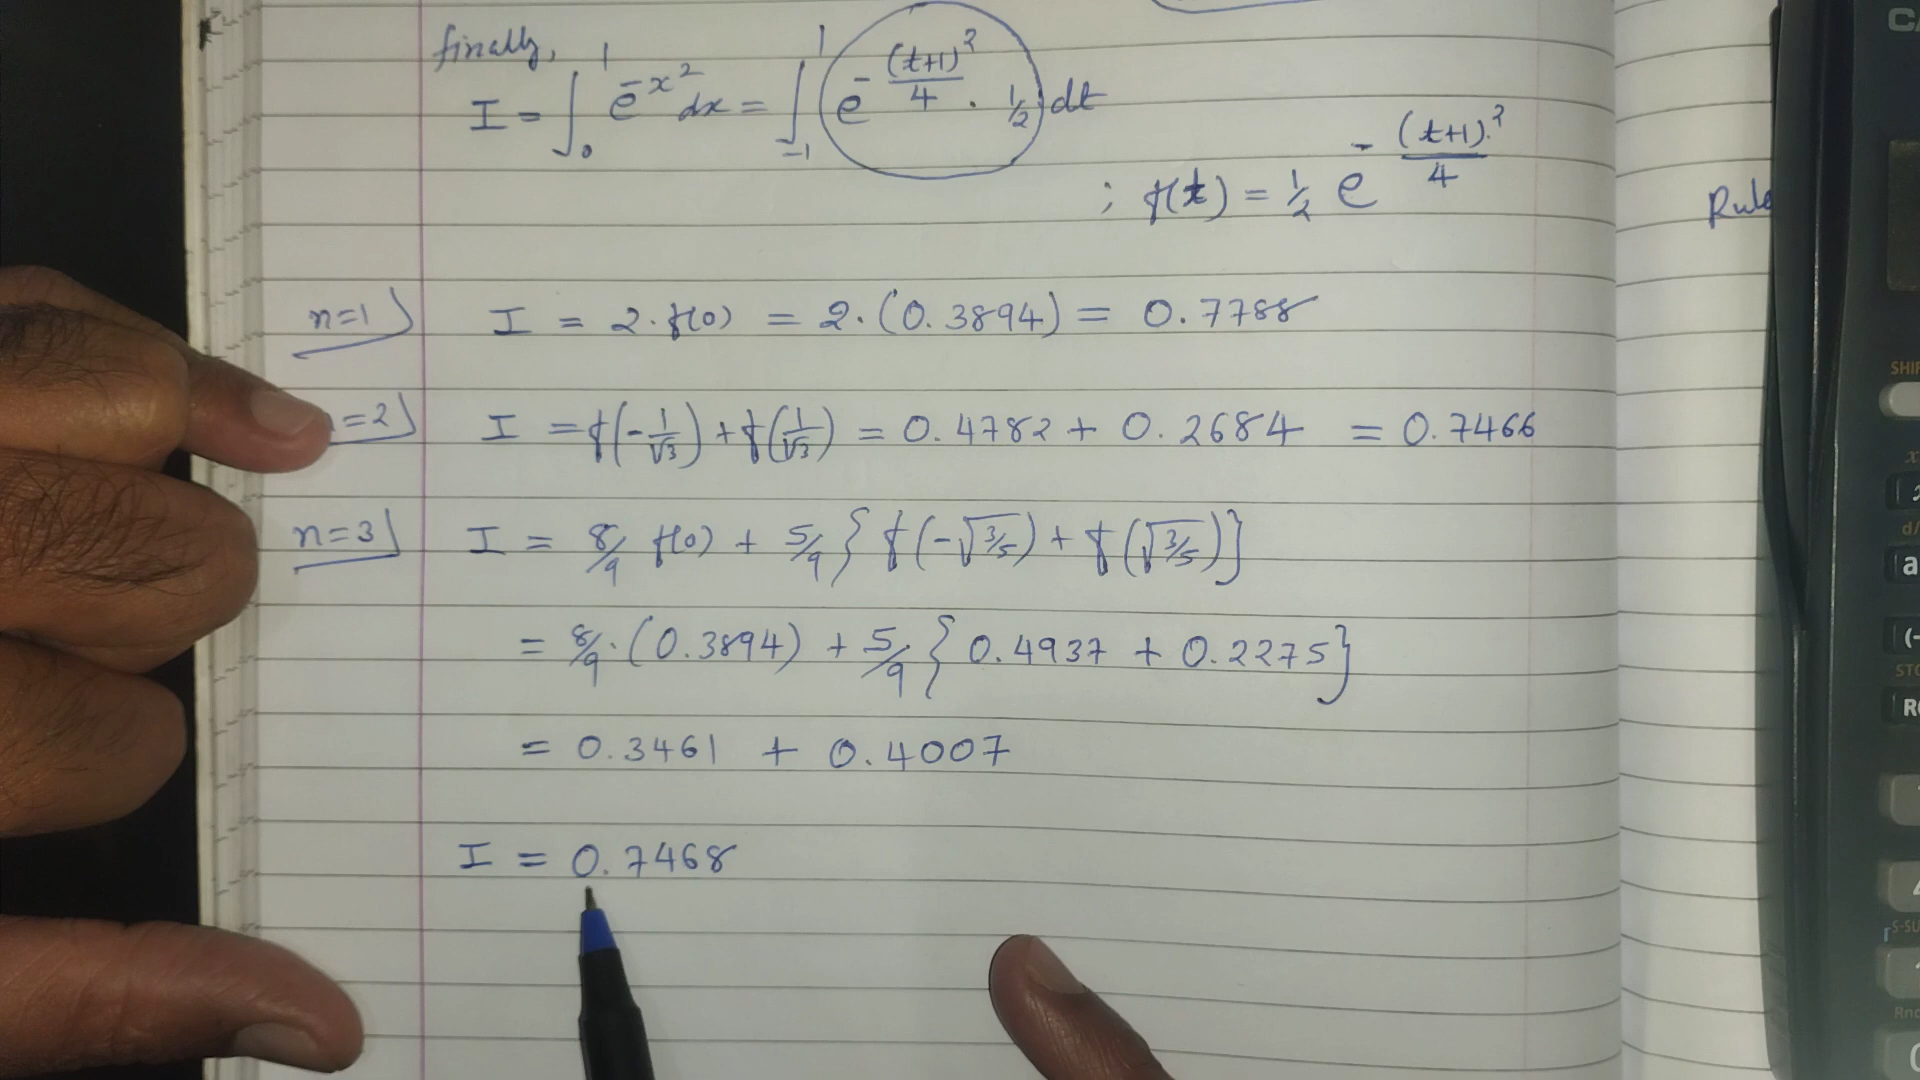 finally,
I = ∫₀¹ e^{-x²} dx = ∫₋₁¹ e^{-(t+1)²/4} · 1/2 dt
; f(t) = 1/2 e^{-(t+1)²/4}
Rule
n=1) I = 2·f(0) = 2·(0.3894) = 0.7788
=2) I = f(-1/√3) + f(1/√3) = 0.4782 + 0.2684 = 0.7466
n=3) I = 8/9 f(0) + 5/9 { f(-√3/5) + f(√3/5) }
= 8/9·(0.3894) + 5/9 { 0.4937 + 0.2275 }
= 0.3461 + 0.4007
I = 0.7468